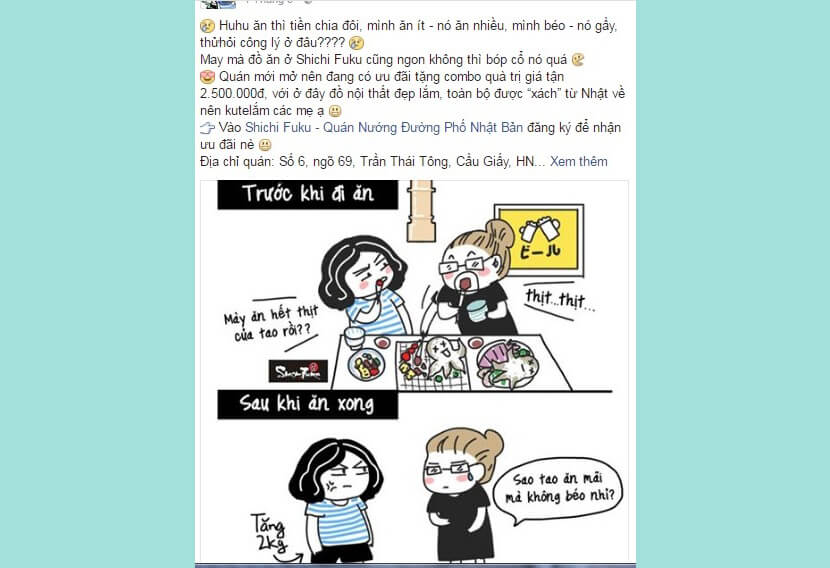 Huhu ăn thì tiền chia đôi, mình ăn ít - nó ăn nhiều, mình béo - nó gầy,
thửhỏi công lý ở đâu????
May mà đồ ăn ở Shichi Fuku cũng ngon không thì bóp cổ nó quá
Quán mới mở nên đang có ưu đãi tặng combo quà trị giá tận
2.500.000đ, với ở đây đồ nội thất đẹp lắm, toàn bộ được “xách” từ Nhật về
nên kutelắm các mẹ ạ
Vào Shichi Fuku - Quán Nướng Đường Phố Nhật Bản đăng ký để nhận
ưu đãi nè
Địa chỉ quán: Số 6, ngõ 69, Trần Thái Tông, Cầu Giấy, HN... Xem thêm
Trước khi đi ăn
ビール
thịt...thịt...
Mày ăn hết thịt
của tao rồi??
Shichi Fuku
Sau khi ăn xong
Sao tao ăn mãi
mà không béo nhỉ?
Tăng
2kg